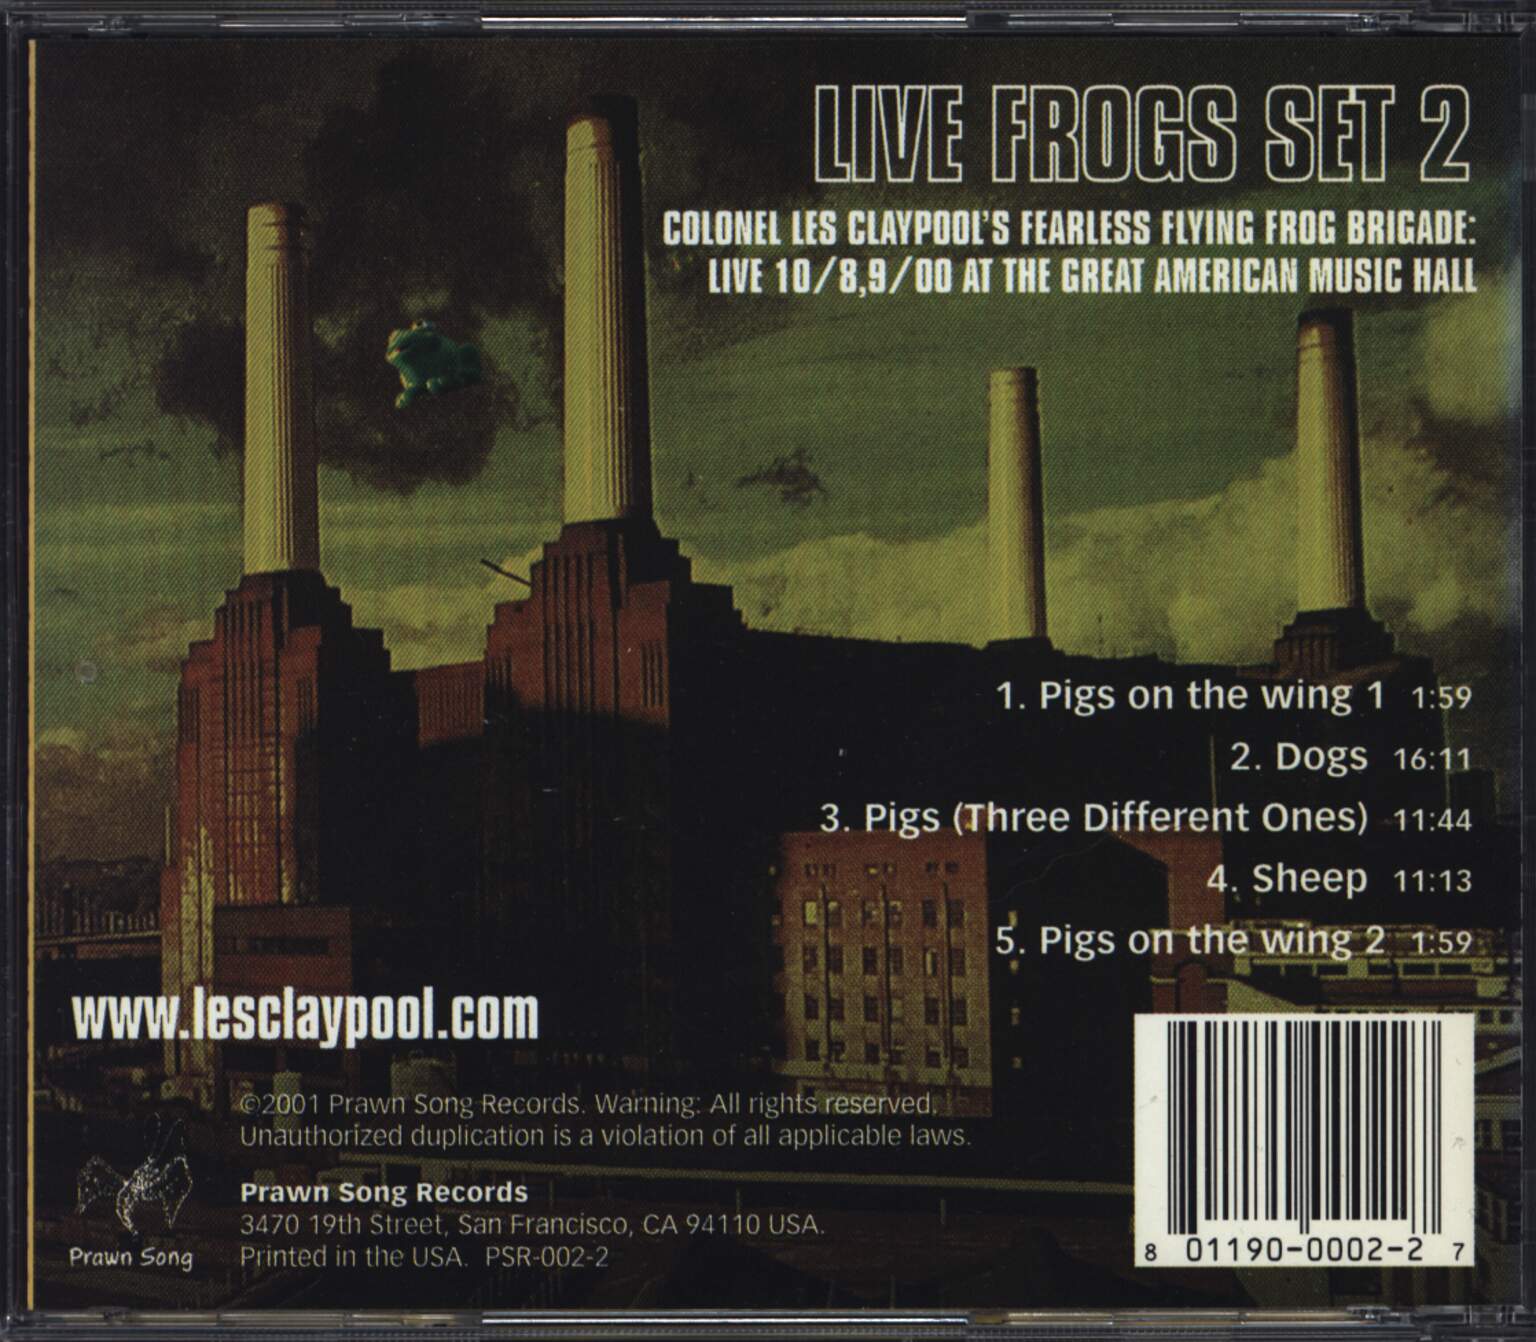 LIVE FROGS SET 2
COLONEL LES CLAYPOOL'S FEARLESS FLYING FROG BRIGADE:
LIVE 10/8,9/00 AT THE GREAT AMERICAN MUSIC HALL
1. Pigs on the wing 1 1:59
2. Dogs 16:11
3. Pigs (Three Different Ones) 11:44
4. Sheep 11:13
5. Pigs on the wing 2 1:59
www.lesclaypool.com
©2001 Prawn Song Records. Warning: All rights reserved.
Unauthorized duplication is a violation of all applicable laws.
Prawn Song Records
3470 19th Street, San Francisco, CA 94110 USA.
Printed in the USA. PSR-002-2
Prawn Song
8 01190-0002-2 7